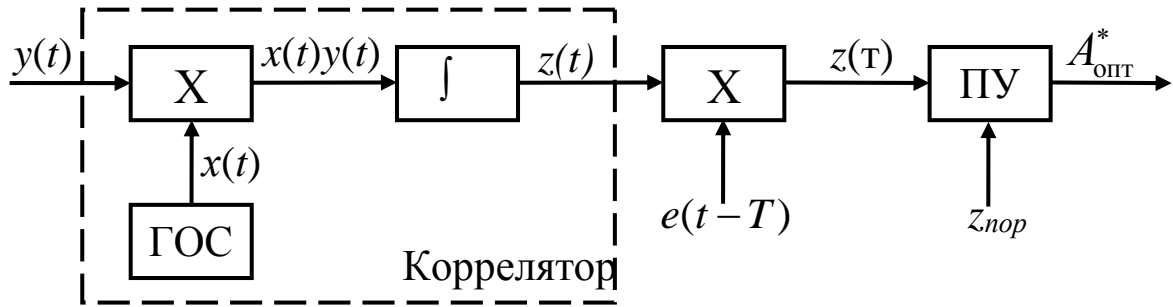 y(t)
X
x(t)y(t)
∫
z(t)
X
z(т)
ПУ
A*опт
x(t)
ГОС
e(t − T)
zпор
Коррелятор